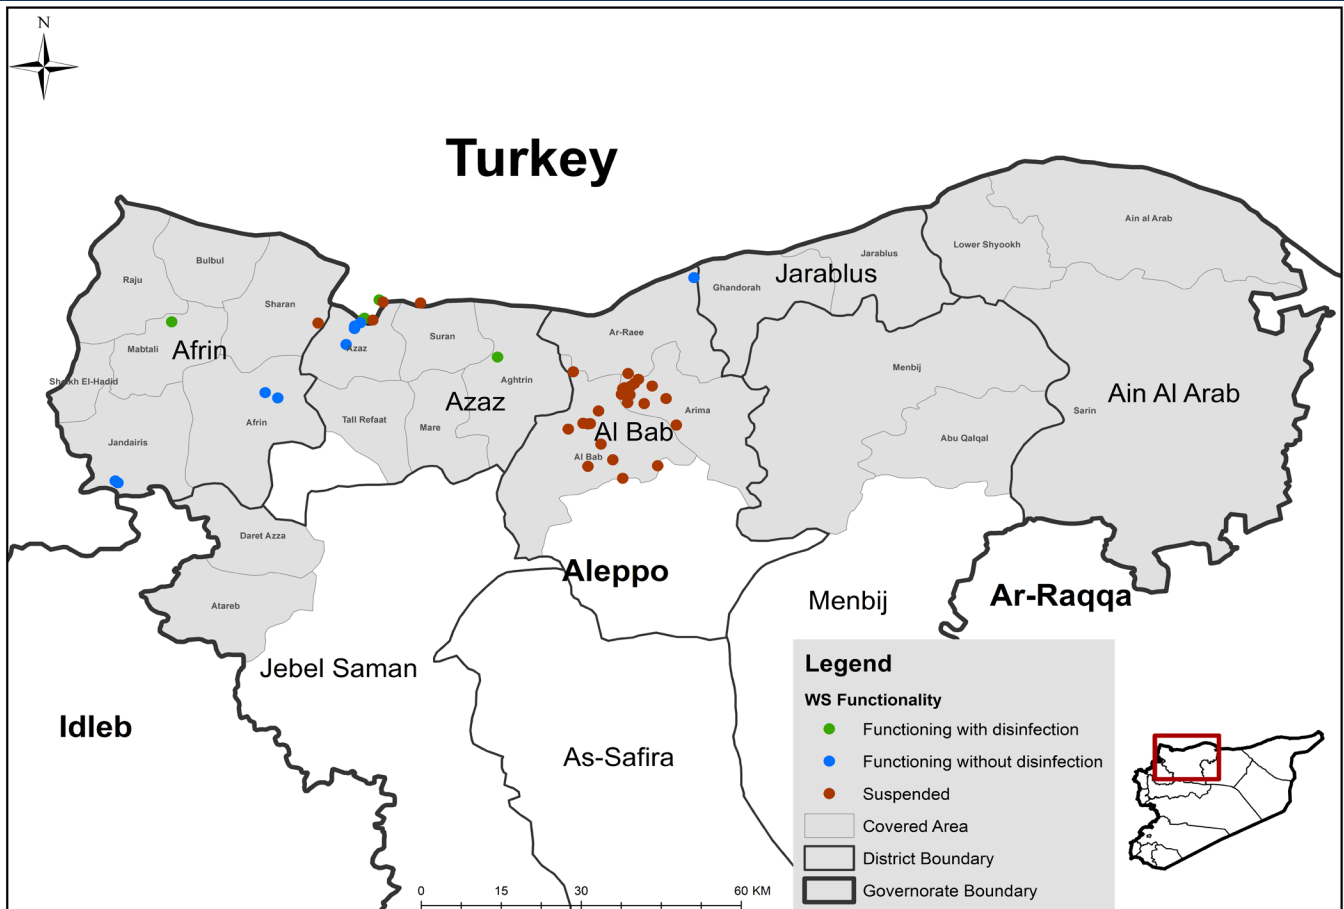 N
Turkey
Ain al Arab
Lower Shyookh
Jarablus
Bulbul
Raju
Jarablus
Ghandorah
Sharan
Ar-Raee
Suran
Azaz
Mabtali
Afrin
Menbij
Aghtrin
Sheikh El-Hadid
Ain Al Arab
Azaz
Arima
Sarin
Tall Refaat
Afrin
Mare
Al Bab
Abu Qalqal
Jandairis
Al Bab
Daret Azza
Aleppo
Ar-Raqqa
Menbij
Atareb
Jebel Saman
Idleb
As-Safira
Legend
WS Functionality
Functioning with disinfection
Functioning without disinfection
Suspended
Covered Area
District Boundary
Governorate Boundary
0 15 30 60 KM